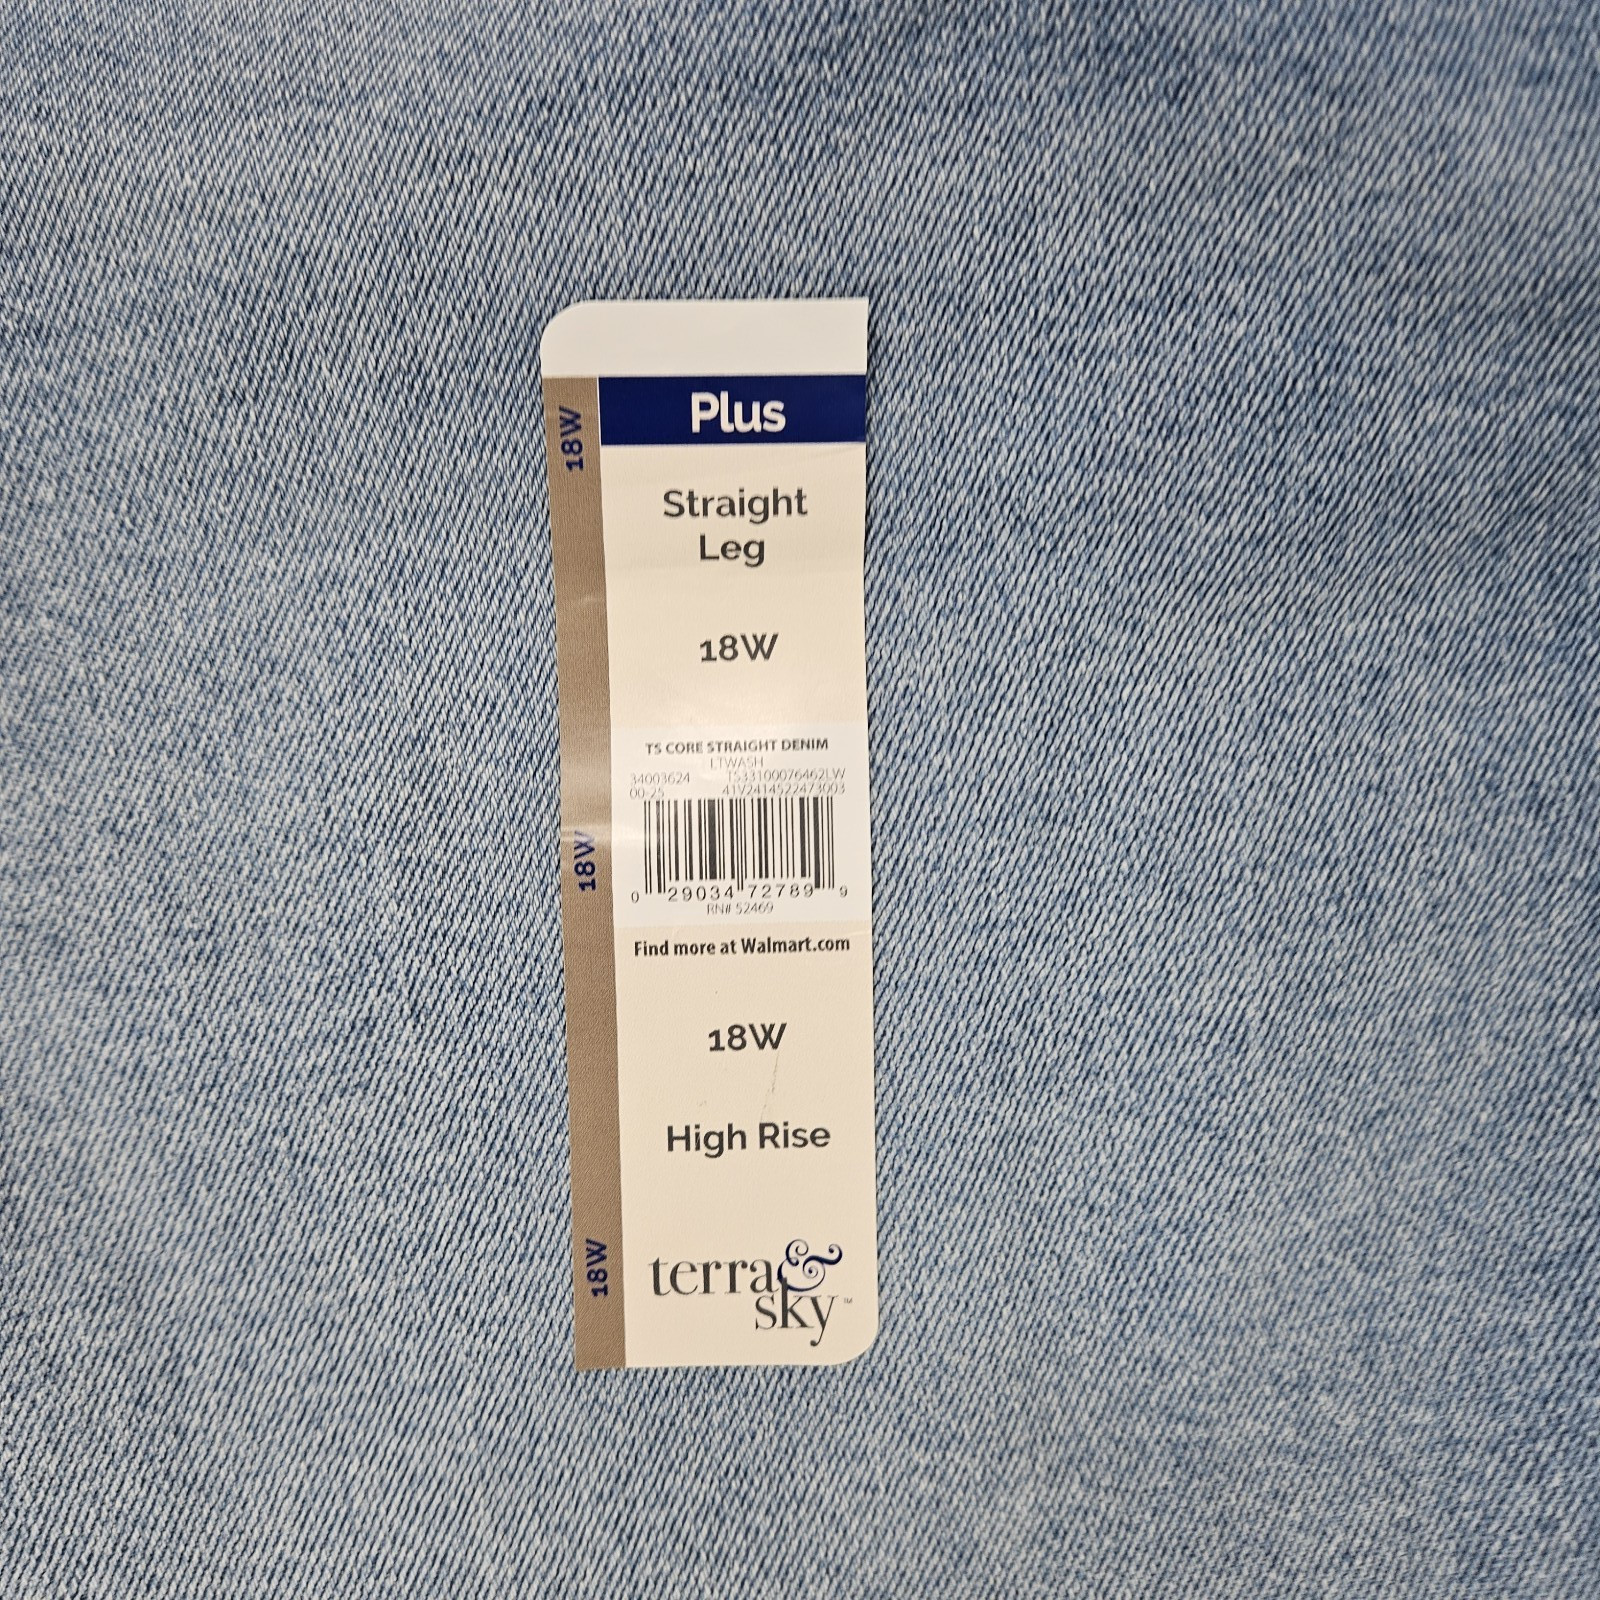 Plus
18W
Straight
Leg
18W
TS CORE STRAIGHT DENIM
LTWASH
34003624 TS33100076462LW
00-25 41V2414522473003
0 29034 72789 9
RN# 52469
18W
Find more at Walmart.com
18W
High Rise
18W
terra &
sky™